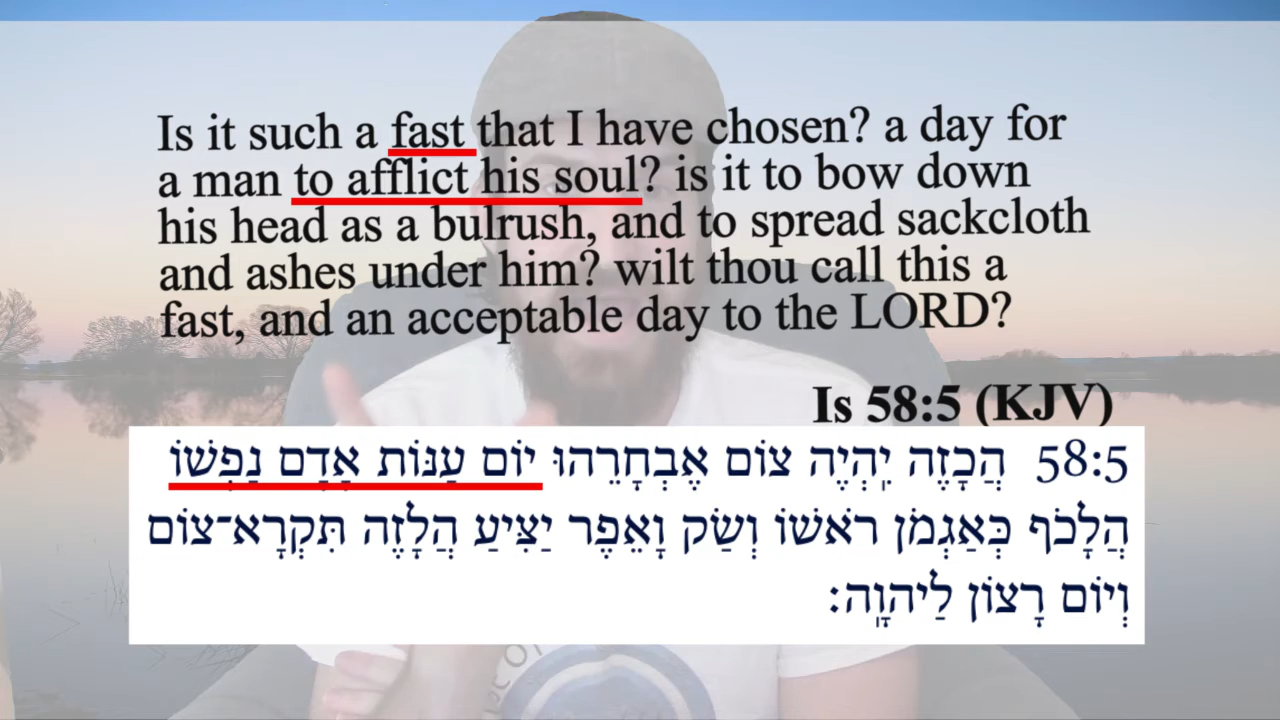 Is it such a fast that I have chosen? a day for
a man to afflict his soul? is it to bow down
his head as a bulrush, and to spread sackcloth
and ashes under him? wilt thou call this a
fast, and an acceptable day to the LORD?
Is 58:5 (KJV)
58:5 הֲכָזֶה יִהְיֶה צוֹם אֶבְחָרֵהוּ יוֹם עַנּוֹת אָדָם נַפְשׁוֹ
הֲלָכֹף כְּאַגְמֹן רֹאשׁוֹ וְשַׂק וָאֵפֶר יַצִּיעַ הֲלָזֶה תִּקְרָא־צוֹם
וְיוֹם רָצוֹן לַיהוָֽה׃